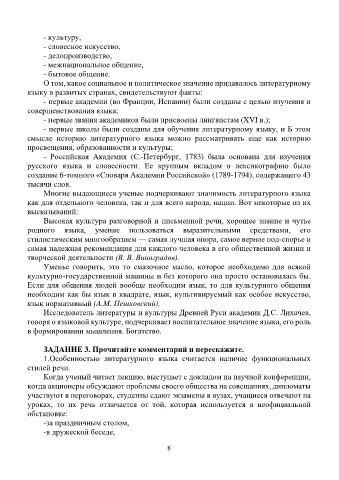 - культуру,
- словесное искусство,
- делопроизводство,
- межнациональное общение,
- бытовое общение.
О том, какое социальное и политическое значение придавалось литературному
языку в развитых странах, свидетельствуют факты:
- первые академии (во Франции, Испании) были созданы с целью изучения и
совершенствования языка;
- первые звания академиков были присвоены лингвистам (XVI в.);
- первые школы были созданы для обучения литературному языку, и Б этом
смысле историю литературного языка можно рассматривать еще как историю
просвещения, образованности и культуры;
- Российская Академия (С.-Петербург, 1783) была основана для изучения
русского языка и словесности. Ее крупным вкладом в лексикографию было
создание 6-томного «Словаря Академии Российской» (1789-1794), содержащего 43
тысячи слов.
Многие выдающиеся ученые подчеркивают значимость литературного языка
как для отдельного человека, так и для всего народа, нации. Вот некоторые из их
высказываний:
Высокая культура разговорной и письменной речи, хорошее знание и чутье
родного языка, умение пользоваться выразительными средствами, его
стилистическим многообразием — самая лучшая опора, самое верное под-спорье и
самая надежная рекомендация для каждого человека в его общественной жизни и
творческой деятельности (В. В. Виноградов).
Уменье говорить, это то смазочное масло, которое необходимо для всякой
культурно-государственной машины и без которого она просто остановилась бы.
Если для общения людей вообще необходим язык, то для культурного общения
необходим как бы язык в квадрате, язык, культивируемый как особое искусство,
язык нормативный (А.М. Пешковский),
Исследователь литературы и культуры Древней Руси академик Д.С. Лихачев,
говоря о языковой культуре, подчеркивает воспитательное значение языка, его роль
в формировании мышления. Богатство.
ЗАДАНИЕ 3. Прочитайте комментарий и перескажите.
1.Особенностью литературного языка считается наличие функциональных
стилей речи.
Когда ученый читает лекцию, выступает с докладом на научной конференции,
когда акционеры обсуждают проблемы своего общества на совещаниях, дипломаты
участвуют в переговорах, студенты сдают экзамены в вузах, учащиеся отвечают на
уроках, то их речь отличается от той, которая используется в неофициальной
обстановке:
-за праздничным столом,
-в дружеской беседе,
8